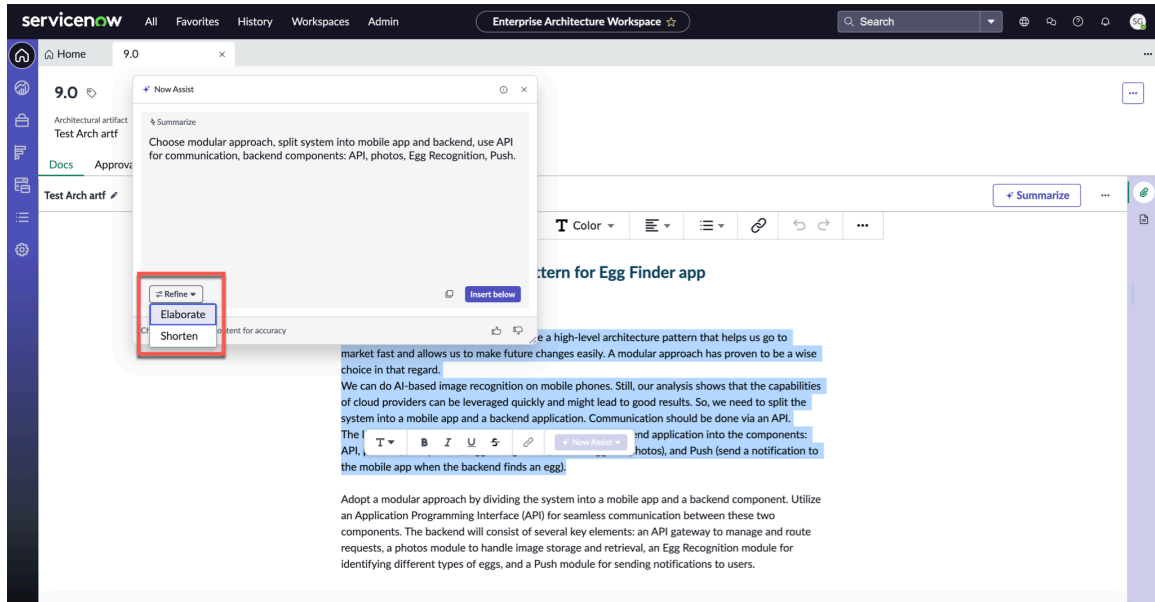 servicenow All Favorites History Workspaces Admin Enterprise Architecture Workspace Search SG
Home 9.0
9.0
Architectural artifact
Test Arch artf
Docs Approva
Test Arch artf
Summarize
Now Assist
Summarize
Choose modular approach, split system into mobile app and backend, use API
for communication, backend components: API, photos, Egg Recognition, Push.
Refine
Insert below
Elaborate
Shorten
tent for accuracy
T Color
ttern for Egg Finder app
e a high-level architecture pattern that helps us go to
market fast and allows us to make future changes easily. A modular approach has proven to be a wise
choice in that regard.
We can do AI-based image recognition on mobile phones. Still, our analysis shows that the capabilities
of cloud providers can be leveraged quickly and might lead to good results. So, we need to split the
system into a mobile app and a backend application. Communication should be done via an API.
The end application into the components:
T B I U S Now Assist
API, hotos), and Push (send a notification to
the mobile app when the backend finds an egg).
Adopt a modular approach by dividing the system into a mobile app and a backend component. Utilize
an Application Programming Interface (API) for seamless communication between these two
components. The backend will consist of several key elements: an API gateway to manage and route
requests, a photos module to handle image storage and retrieval, an Egg Recognition module for
identifying different types of eggs, and a Push module for sending notifications to users.